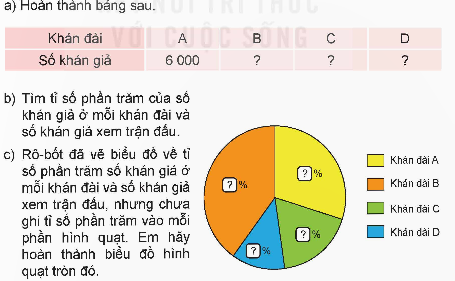 a) Hoàn thành bảng sau.
Khán đài A B C D
Số khán giả 6 000 ? ? ?
b) Tìm tỉ số phần trăm của số
khán giả ở mỗi khán đài và
số khán giả xem trận đấu.
c) Rô-bốt đã vẽ biểu đồ về tỉ
số phần trăm số khán giả ở
mỗi khán đài và số khán giả
xem trận đấu, nhưng chưa
ghi tỉ số phần trăm vào mỗi
phần hình quạt. Em hãy
hoàn thành biểu đồ hình
quạt tròn đó.
? %
? %
? %
? %
Khán đài A
Khán đài B
Khán đài C
Khán đài D